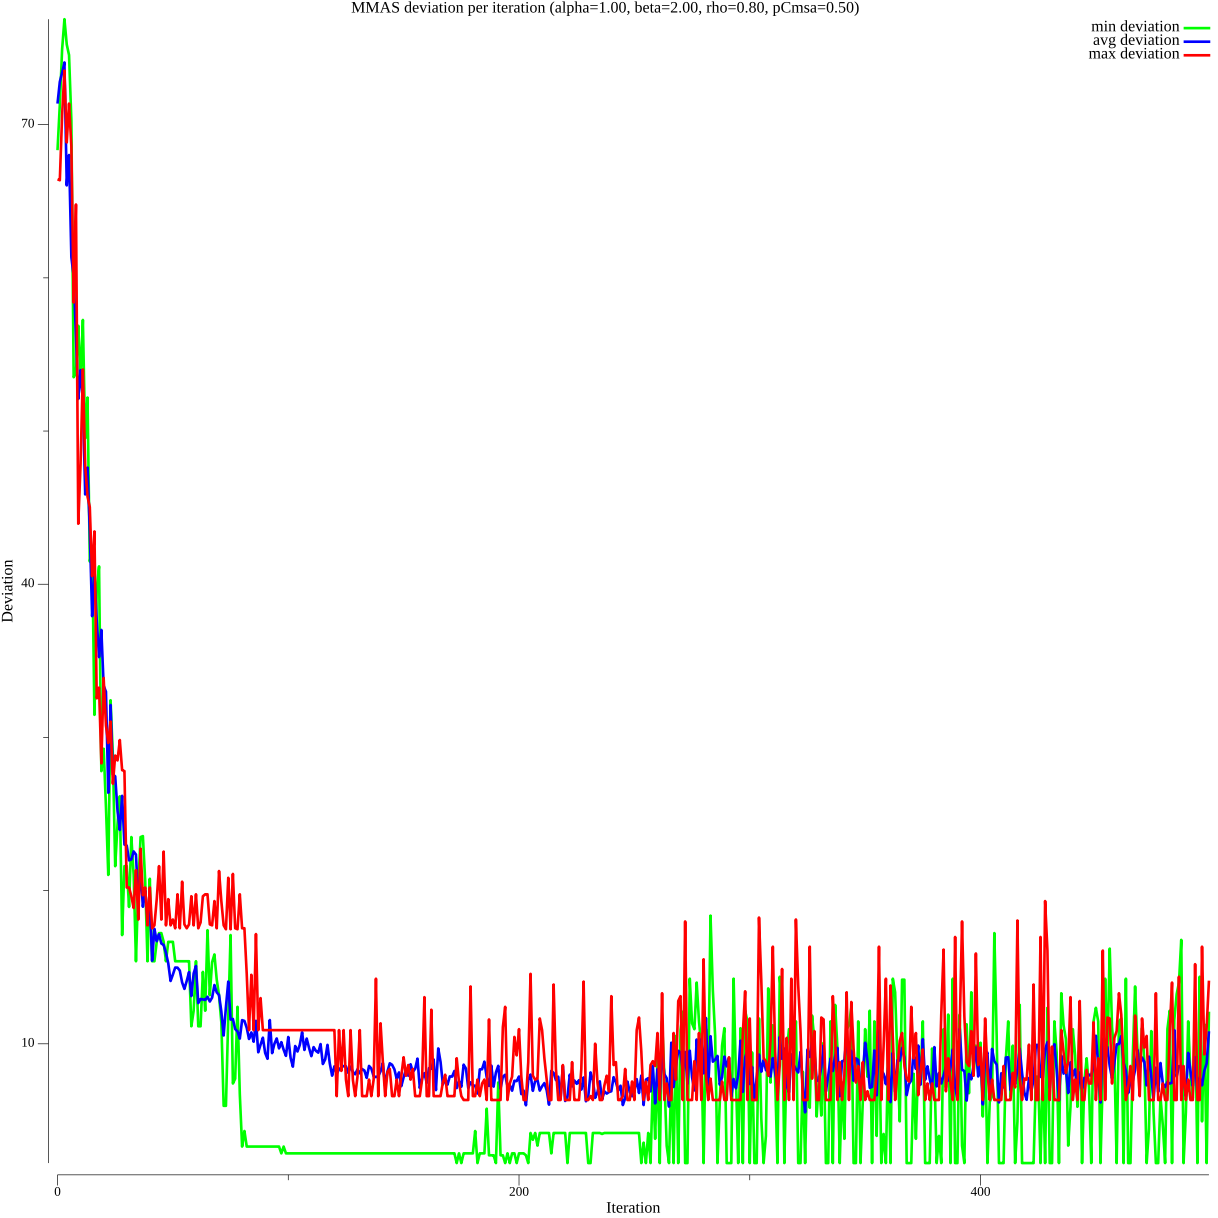 MMAS deviation per iteration (alpha=1.00, beta=2.00, rho=0.80, pCmsa=0.50)
min deviation
avg deviation
max deviation
70
40
10
Deviation
0
200
400
Iteration